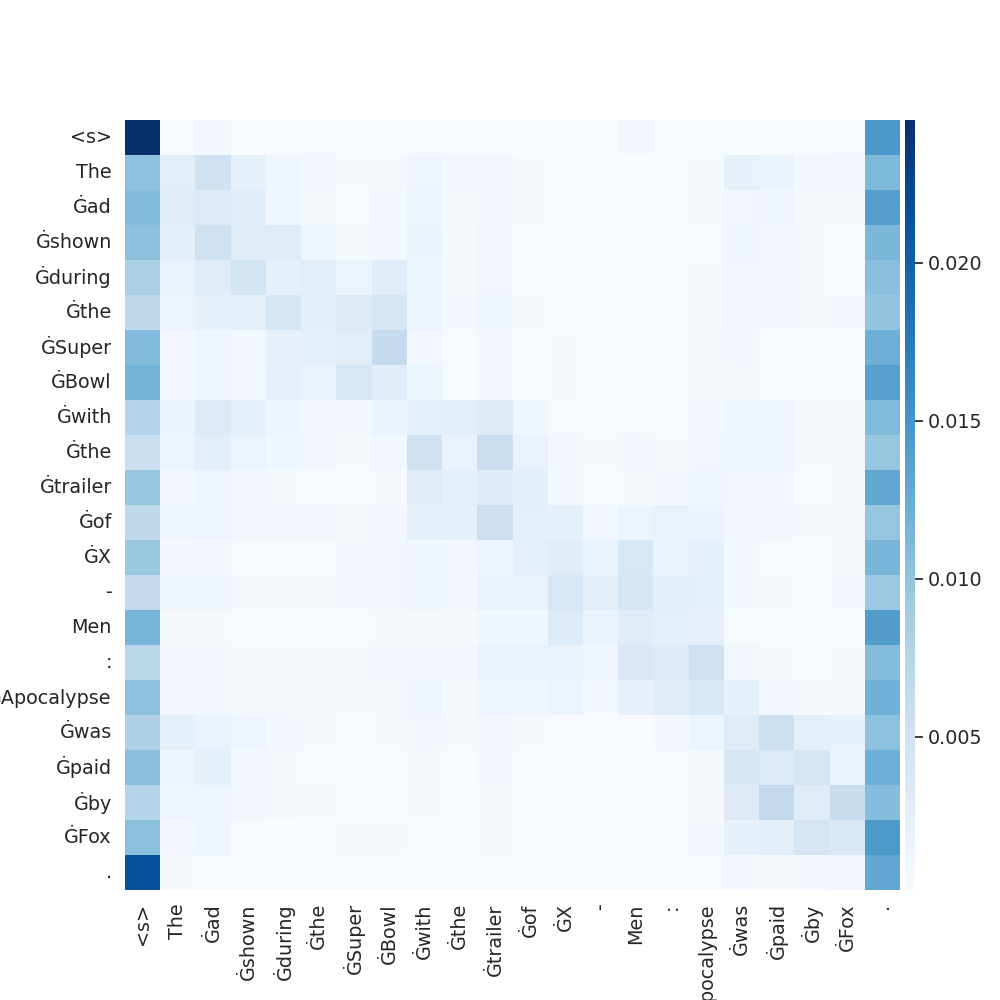 <s>
The
Ġad
Ġshown
Ġduring
Ġthe
ĠSuper
ĠBowl
Ġwith
Ġthe
Ġtrailer
Ġof
ĠX
-
Men
:
Apocalypse
Ġwas
Ġpaid
Ġby
ĠFox
.
0.020
0.015
0.010
0.005
<s>
The
Ġad
Ġshown
Ġduring
Ġthe
ĠSuper
ĠBowl
Ġwith
Ġthe
Ġtrailer
Ġof
ĠX
-
Men
:
pocalypse
Ġwas
Ġpaid
Ġby
ĠFox
.